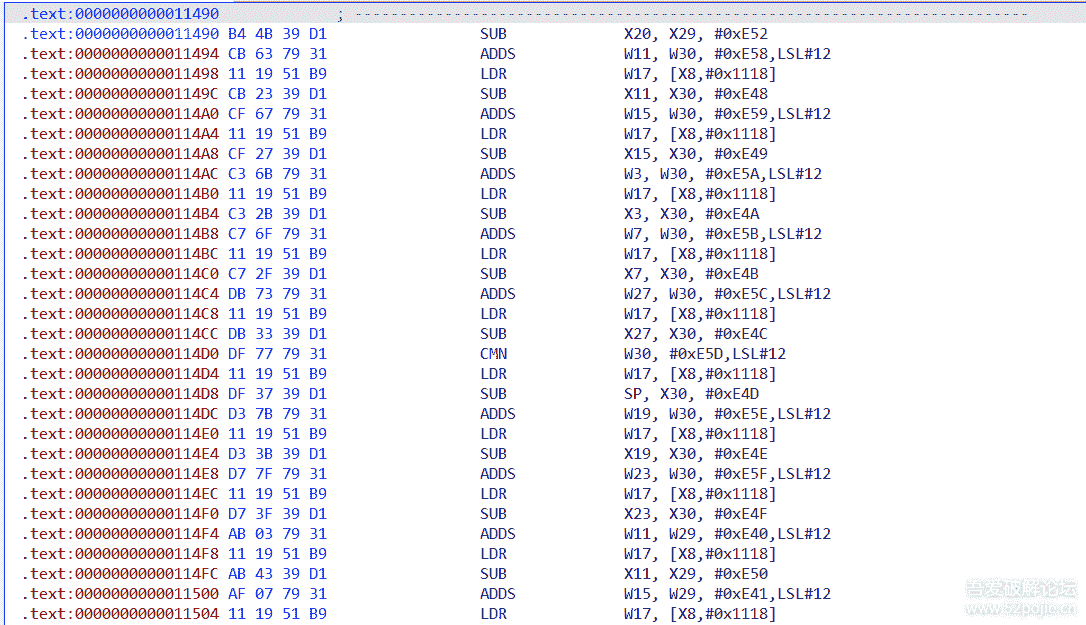 .text:0000000000011490 ; ---------------------------------------------------------------------------
.text:0000000000011490 B4 4B 39 D1 SUB X20, X29, #0xE52
.text:0000000000011494 CB 63 79 31 ADDS W11, W30, #0xE58,LSL#12
.text:0000000000011498 11 19 51 B9 LDR W17, [X8,#0x1118]
.text:000000000001149C CB 23 39 D1 SUB X11, X30, #0xE48
.text:00000000000114A0 CF 67 79 31 ADDS W15, W30, #0xE59,LSL#12
.text:00000000000114A4 11 19 51 B9 LDR W17, [X8,#0x1118]
.text:00000000000114A8 CF 27 39 D1 SUB X15, X30, #0xE49
.text:00000000000114AC C3 6B 79 31 ADDS W3, W30, #0xE5A,LSL#12
.text:00000000000114B0 11 19 51 B9 LDR W17, [X8,#0x1118]
.text:00000000000114B4 C3 2B 39 D1 SUB X3, X30, #0xE4A
.text:00000000000114B8 C7 6F 79 31 ADDS W7, W30, #0xE5B,LSL#12
.text:00000000000114BC 11 19 51 B9 LDR W17, [X8,#0x1118]
.text:00000000000114C0 C7 2F 39 D1 SUB X7, X30, #0xE4B
.text:00000000000114C4 DB 73 79 31 ADDS W27, W30, #0xE5C,LSL#12
.text:00000000000114C8 11 19 51 B9 LDR W17, [X8,#0x1118]
.text:00000000000114CC DB 33 39 D1 SUB X27, X30, #0xE4C
.text:00000000000114D0 DF 77 79 31 CMN W30, #0xE5D,LSL#12
.text:00000000000114D4 11 19 51 B9 LDR W17, [X8,#0x1118]
.text:00000000000114D8 DF 37 39 D1 SUB SP, X30, #0xE4D
.text:00000000000114DC D3 7B 79 31 ADDS W19, W30, #0xE5E,LSL#12
.text:00000000000114E0 11 19 51 B9 LDR W17, [X8,#0x1118]
.text:00000000000114E4 D3 3B 39 D1 SUB X19, X30, #0xE4E
.text:00000000000114E8 D7 7F 79 31 ADDS W23, W30, #0xE5F,LSL#12
.text:00000000000114EC 11 19 51 B9 LDR W17, [X8,#0x1118]
.text:00000000000114F0 D7 3F 39 D1 SUB X23, X30, #0xE4F
.text:00000000000114F4 AB 03 79 31 ADDS W11, W29, #0xE40,LSL#12
.text:00000000000114F8 11 19 51 B9 LDR W17, [X8,#0x1118]
.text:00000000000114FC AB 43 39 D1 SUB X11, X29, #0xE50
.text:0000000000011500 AF 07 79 31 ADDS W15, W29, #0xE41,LSL#12
.text:0000000000011504 11 19 51 B9 LDR W17, [X8,#0x1118]
吾爱破解论坛
www.52pojie.cn